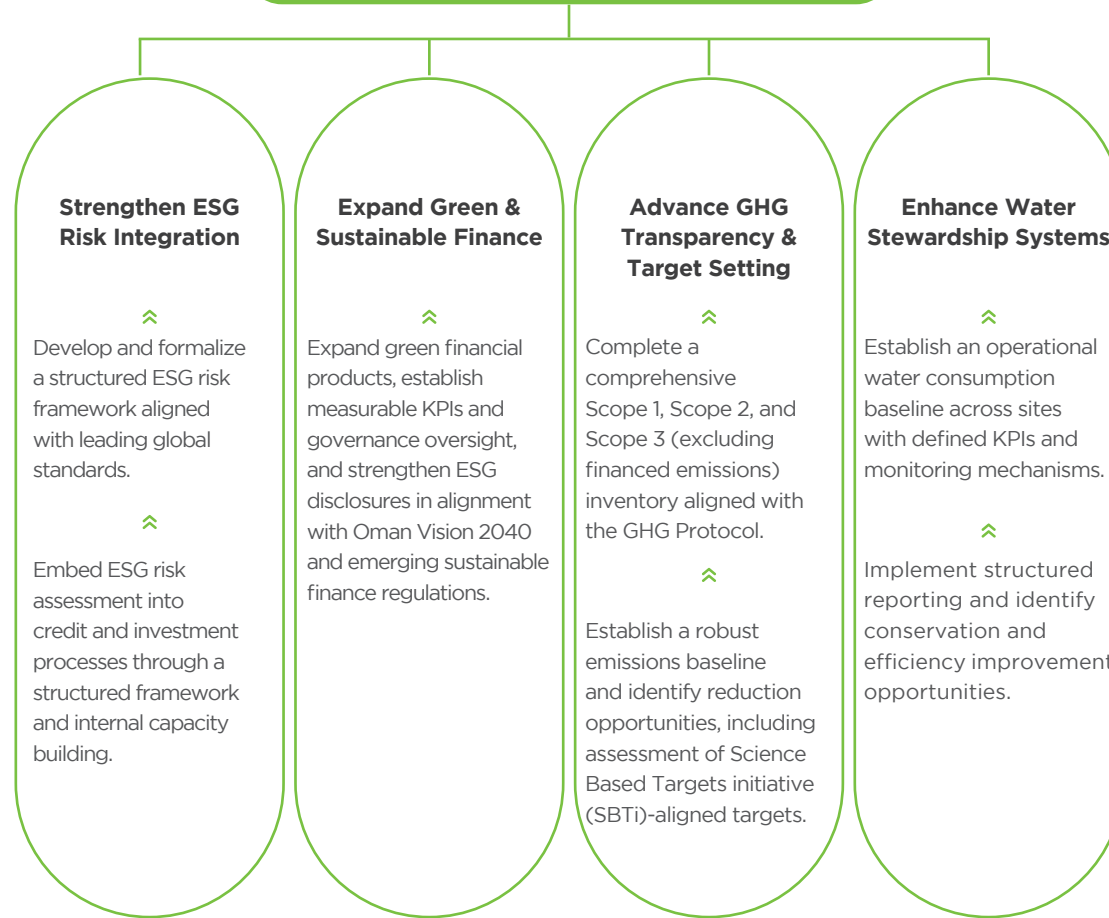 Strengthen ESG
Risk Integration
Develop and formalize
a structured ESG risk
framework aligned
with leading global
standards.
Embed ESG risk
assessment into
credit and investment
processes through a
structured framework
and internal capacity
building.
Expand Green &
Sustainable Finance
Expand green financial
products, establish
measurable KPIs and
governance oversight,
and strengthen ESG
disclosures in alignment
with Oman Vision 2040
and emerging sustainable
finance regulations.
Advance GHG
Transparency &
Target Setting
Complete a
comprehensive
Scope 1, Scope 2, and
Scope 3 (excluding
financed emissions)
inventory aligned with
the GHG Protocol.
Establish a robust
emissions baseline
and identify reduction
opportunities, including
assessment of Science
Based Targets initiative
(SBTi)-aligned targets.
Enhance Water
Stewardship Systems
Establish an operational
water consumption
baseline across sites
with defined KPIs and
monitoring mechanisms.
Implement structured
reporting and identify
conservation and
efficiency improvement
opportunities.